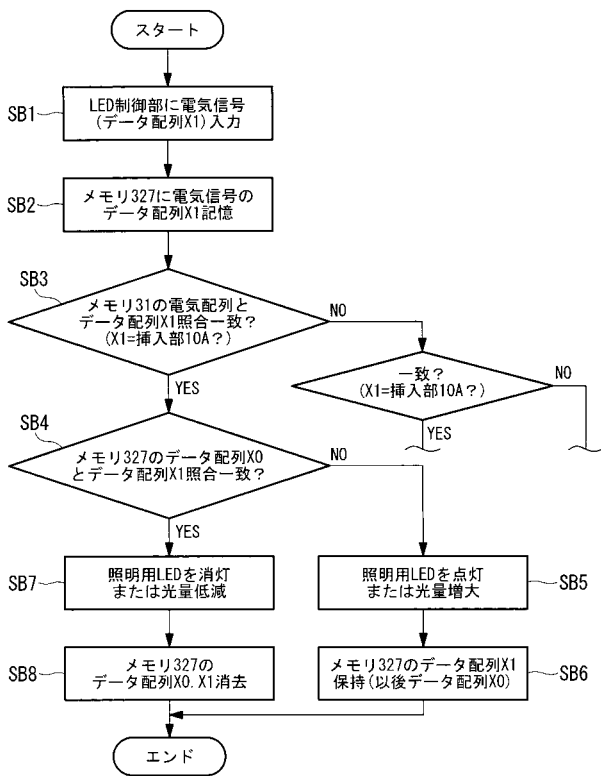 スタート
SB1
LED制御部に電気信号
(データ配列X1)入力
SB2
メモリ327に電気信号の
データ配列X1記憶
SB3
メモリ31の電気配列と
データ配列X1照合一致?
(X1=挿入部10A?)
NO
YES
一致?
(X1=挿入部10A?)
NO
YES
SB4
メモリ327のデータ配列X0
とデータ配列X1照合一致?
NO
YES
SB7
照明用LEDを消灯
または光量低減
照明用LEDを点灯
または光量増大
SB5
SB8
メモリ327の
データ配列X0.X1消去
メモリ327のデータ配列X1
保持(以後データ配列X0)
SB6
エンド